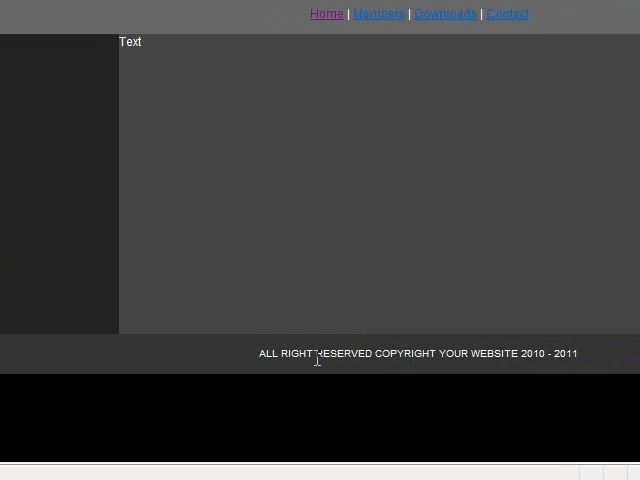 Home | Members | Downloads | Contact
Text
ALL RIGHT RESERVED COPYRIGHT YOUR WEBSITE 2010 - 2011